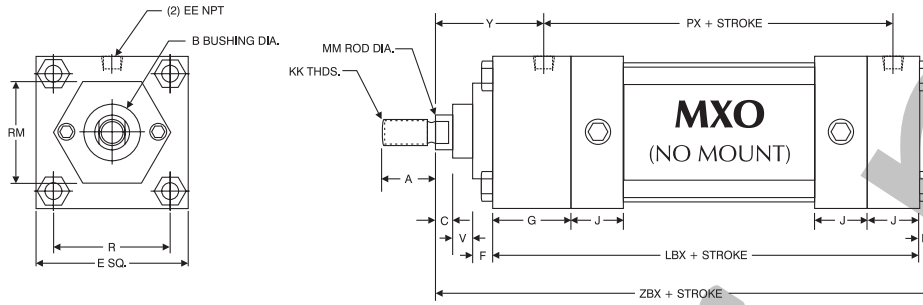 (2) EE NPT
B BUSHING DIA.
RM
R
E SQ.
Y
PX + STROKE
MM ROD DIA.
KK THDS.
MXO
(NO MOUNT)
A
C
V
F
G
J
J
J
LBX + STROKE
ZBX + STROKE